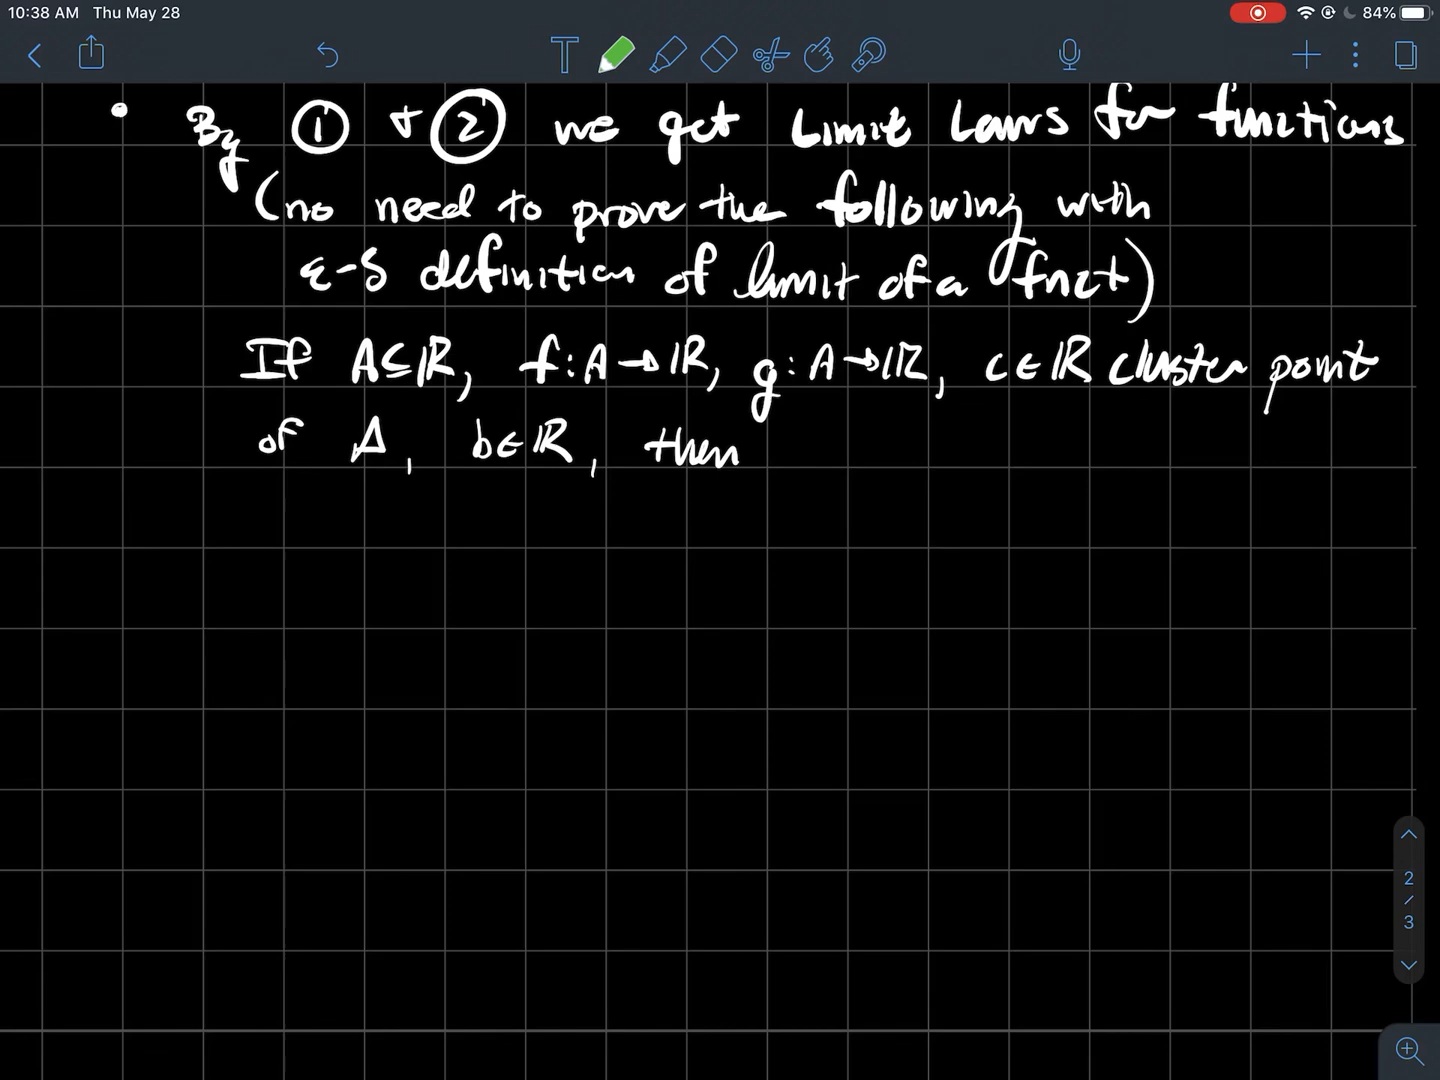 10:38 AM Thu May 28
84%
• By ① + ② we get Limit Laws for functions
(no need to prove the following with
ε-δ definition of limit of a fnct)
If A⊆ℝ, f:A→ℝ, g:A→ℝ, c∈ℝ cluster point
of A, b∈ℝ, then
2
/
3